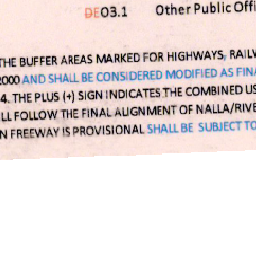 DE03.1 Other Public Offi
THE BUFFER AREAS MARKED FOR HIGHWAYS, RAILW
2000 AND SHALL BE CONSIDERED MODIFIED AS FINA
4. THE PLUS (+) SIGN INDICATES THE COMBINED US
LL FOLLOW THE FINAL ALIGNMENT OF NALLA/RIVE
N FREEWAY IS PROVISIONAL SHALL BE SUBJECT TO